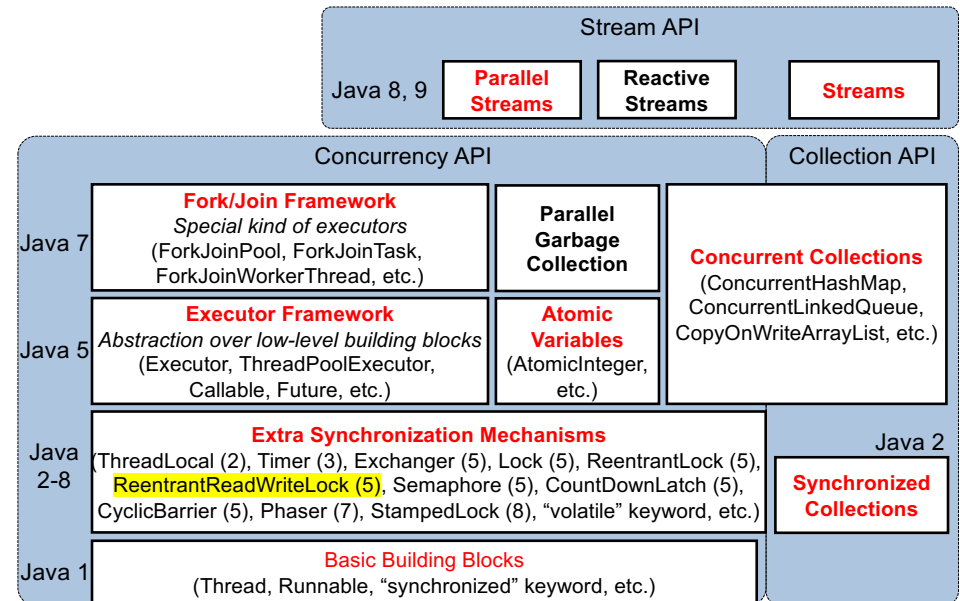 Stream API
Java 8, 9
Parallel
Streams
Reactive
Streams
Streams
Concurrency API
Collection API
Java 7
Fork/Join Framework
Special kind of executors
(ForkJoinPool, ForkJoinTask,
ForkJoinWorkerThread, etc.)
Parallel
Garbage
Collection
Concurrent Collections
(ConcurrentHashMap,
ConcurrentLinkedQueue,
CopyOnWriteArrayList, etc.)
Java 5
Executor Framework
Abstraction over low-level building blocks
(Executor, ThreadPoolExecutor,
Callable, Future, etc.)
Atomic
Variables
(AtomicInteger,
etc.)
Java
2-8
Extra Synchronization Mechanisms
(ThreadLocal (2), Timer (3), Exchanger (5), Lock (5), ReentrantLock (5),
ReentrantReadWriteLock (5), Semaphore (5), CountDownLatch (5),
CyclicBarrier (5), Phaser (7), StampedLock (8), “volatile” keyword, etc.)
Java 2
Synchronized
Collections
Java 1
Basic Building Blocks
(Thread, Runnable, “synchronized” keyword, etc.)